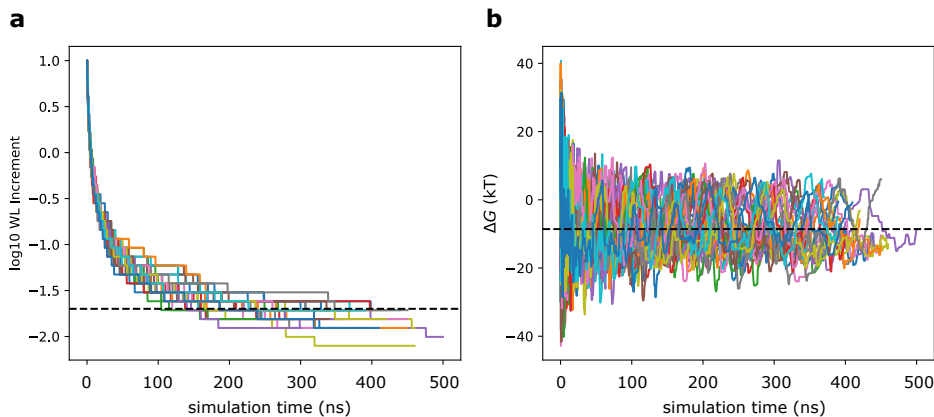 a
log10 WL Increment
1.0
0.5
0.0
−0.5
−1.0
−1.5
−2.0
0 100 200 300 400 500
simulation time (ns)
b
ΔG (kT)
40
20
0
−20
−40
0 100 200 300 400 500
simulation time (ns)